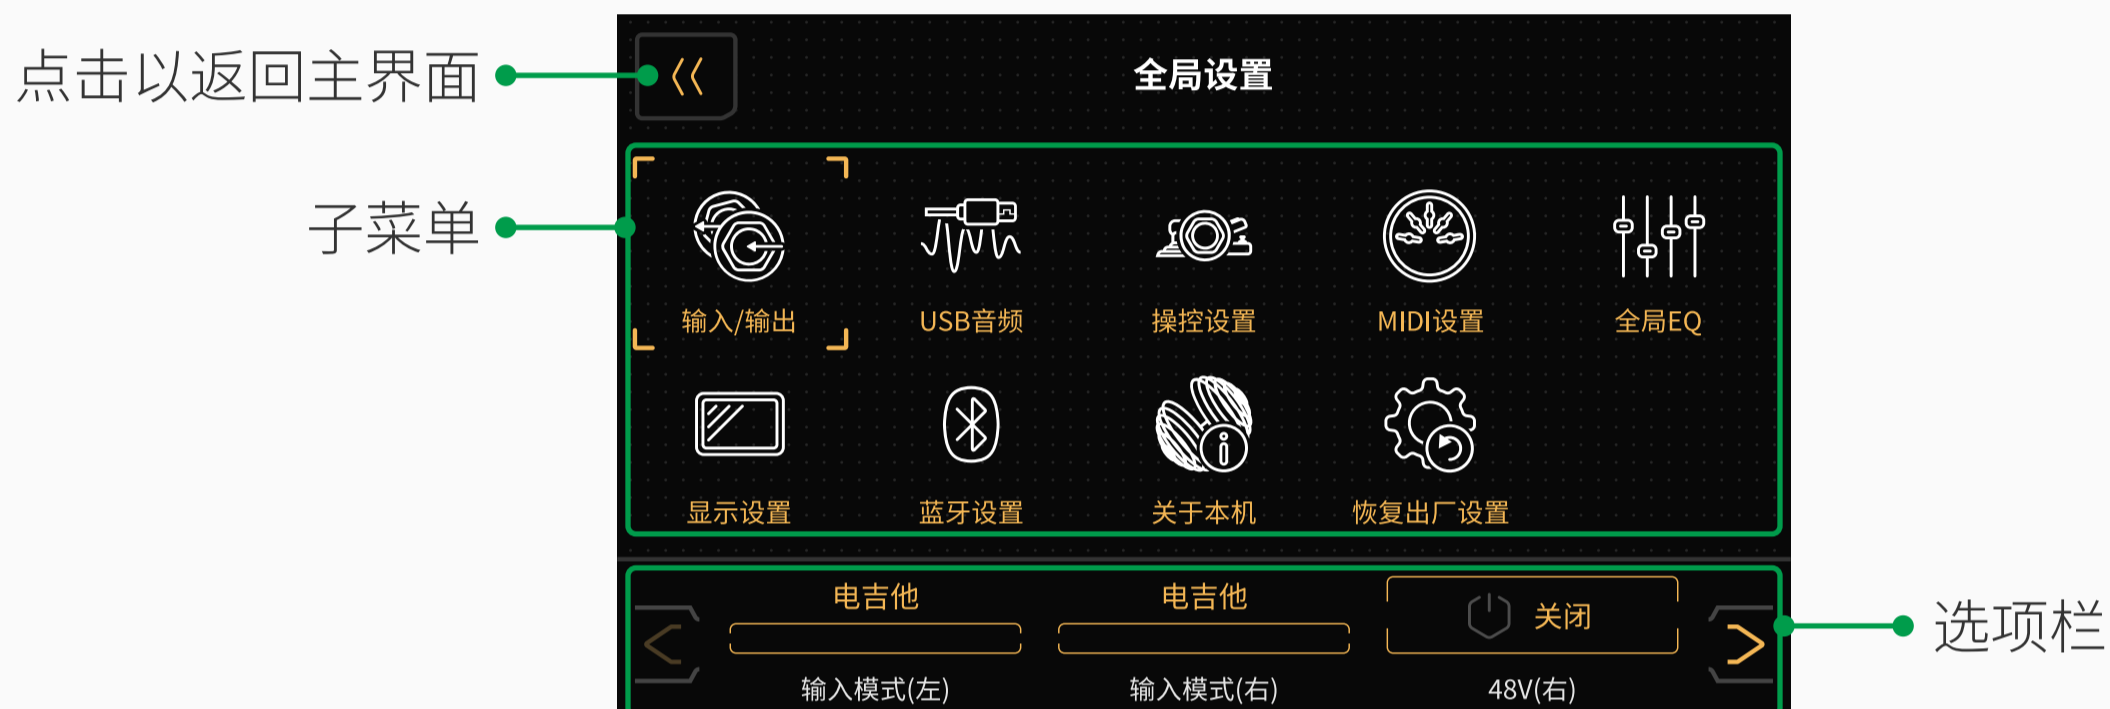 点击以返回主界面
全局设置
子菜单
输入/输出
USB音频
操控设置
MIDI设置
全局EQ
显示设置
蓝牙设置
关于本机
恢复出厂设置
电吉他
电吉他
关闭
选项栏
输入模式(左)
输入模式(右)
48V(右)